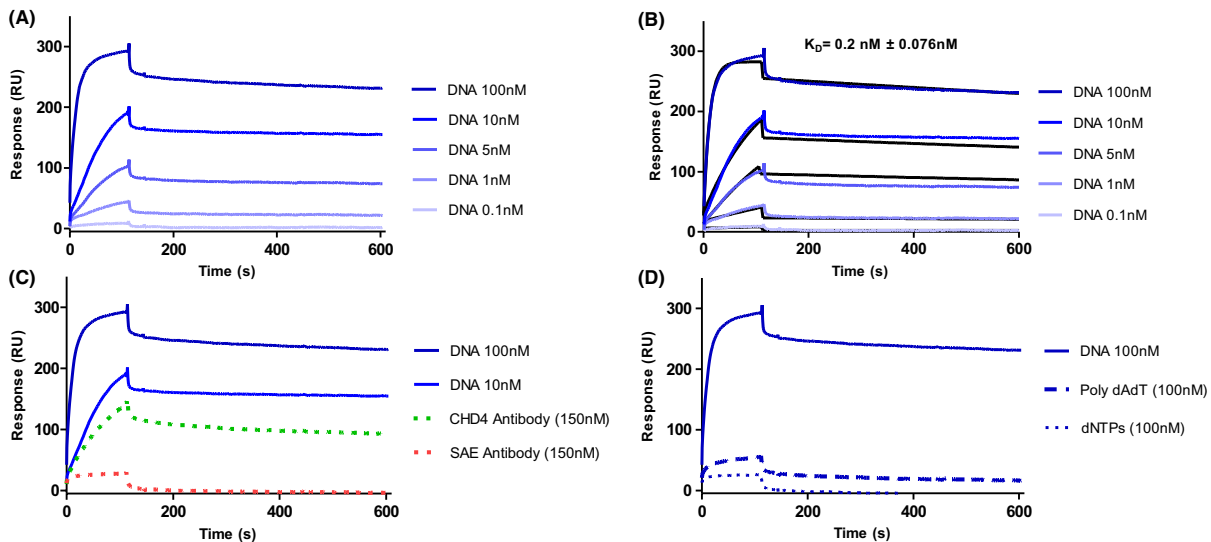 (A)
Response (RU)
300
200
100
0
0
200
400
600
Time (s)
DNA 100nM
DNA 10nM
DNA 5nM
DNA 1nM
DNA 0.1nM
(B)
K_D= 0.2 nM ± 0.076nM
Response (RU)
300
200
100
0
0
200
400
600
Time (s)
DNA 100nM
DNA 10nM
DNA 5nM
DNA 1nM
DNA 0.1nM
(C)
Response (RU)
300
200
100
0
0
200
400
600
Time (s)
DNA 100nM
DNA 10nM
CHD4 Antibody (150nM)
SAE Antibody (150nM)
(D)
Response (RU)
300
200
100
0
0
200
400
600
Time (s)
DNA 100nM
Poly dAdT (100nM)
dNTPs (100nM)